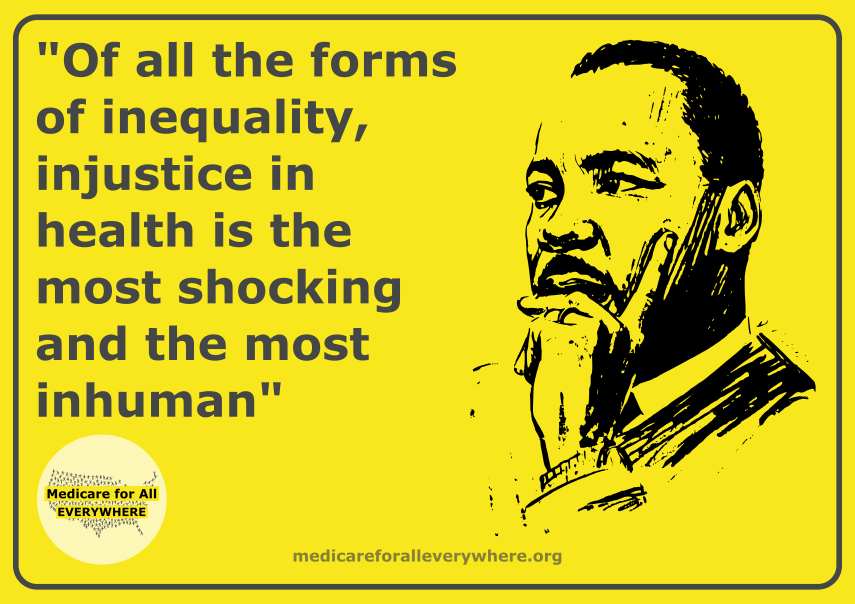 "Of all the forms
of inequality,
injustice in
health is the
most shocking
and the most
inhuman"
Medicare for All
EVERYWHERE
medicareforalleverywhere.org